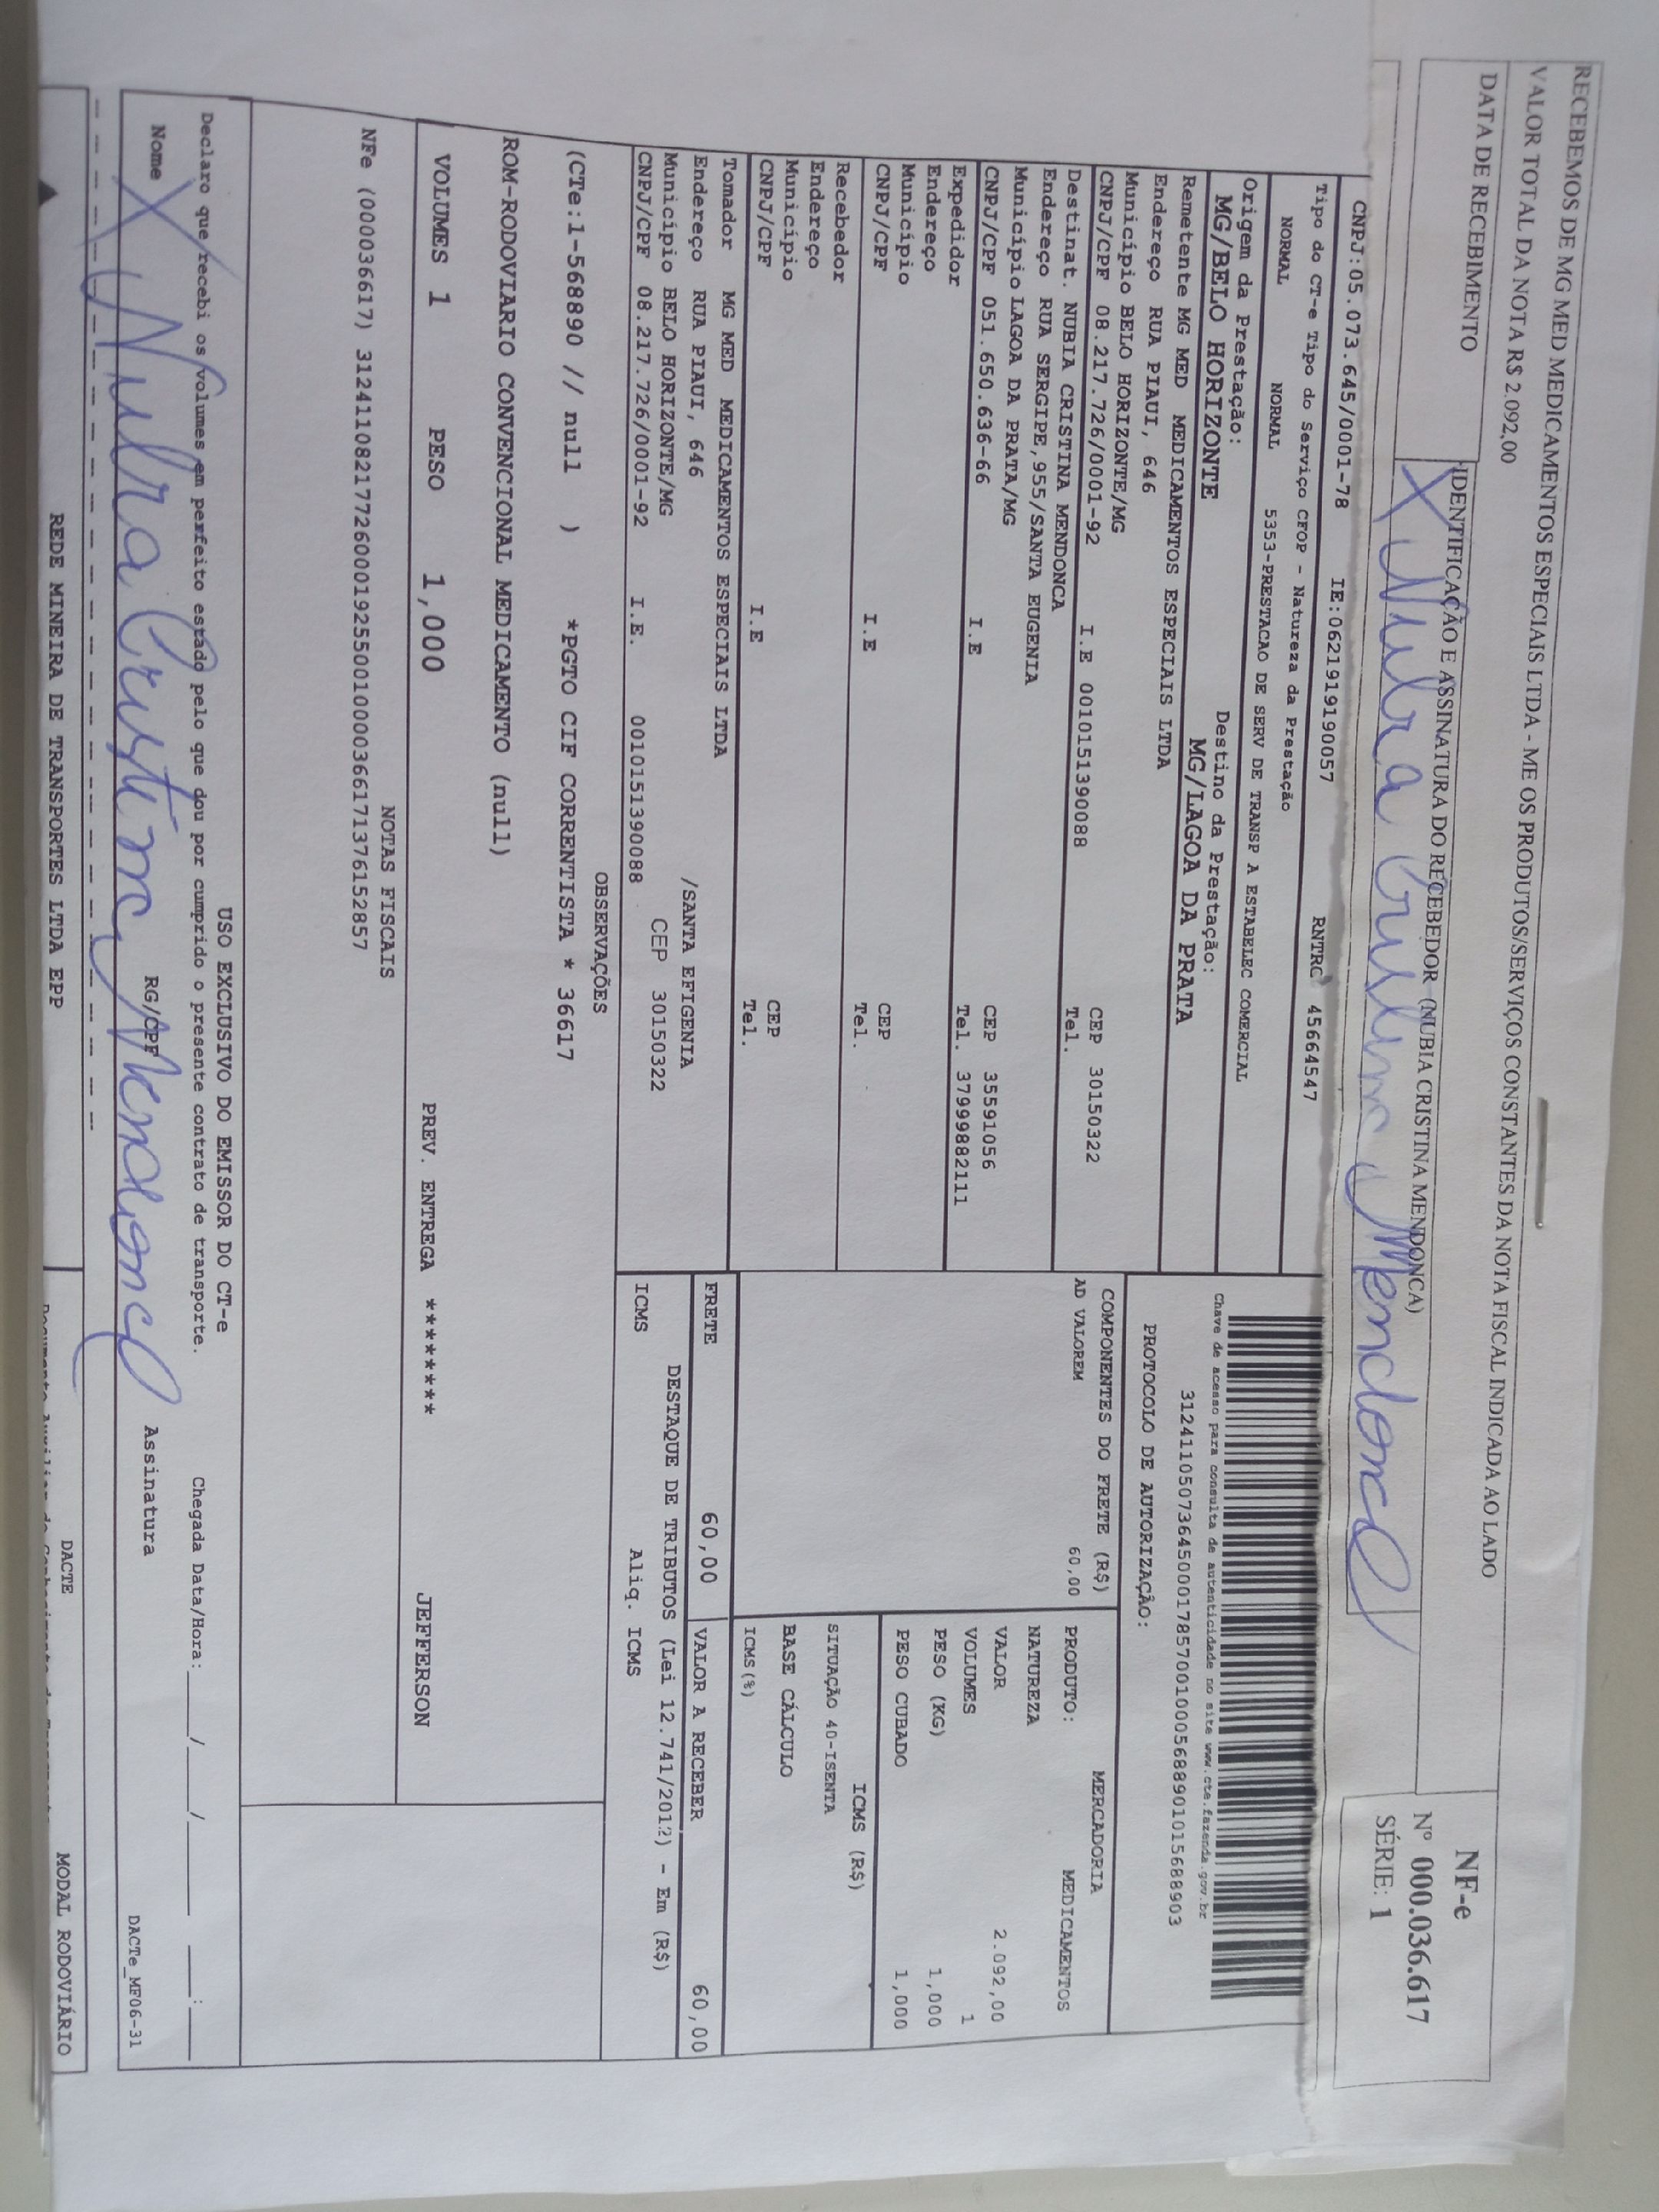 RECEBEMOS DE MG MED MEDICAMENTOS ESPECIAIS LTDA - ME OS PRODUTOS/SERVIÇOS CONSTANTES DA NOTA FISCAL INDICADA AO LADO
VALOR TOTAL DA NOTA R$ 2.092,00
DATA DE RECEBIMENTO
IDENTIFICAÇÃO E ASSINATURA DO RECEBEDOR (NUBIA CRISTINA MENDONCA)
X Nubia Cristina Mendonca
NF-e
Nº 000.036.617
SÉRIE: 1
CNPJ:05.073.645/0001-78 IE:0621919190057 RNTRC 45664547
Tipo do CT-e Tipo do Serviço CFOP - Natureza da Prestação
NORMAL NORMAL 5353-PRESTACAO DE SERV DE TRANSP A ESTABELEC COMERCIAL
Origem da Prestação: Destino da Prestação:
MG/BELO HORIZONTE MG/LAGOA DA PRATA
Chave de acesso para consulta de autenticidade no site www.cte.fazenda.gov.br
31241105073645000178570010005688901015688903
PROTOCOLO DE AUTORIZAÇÃO:
Remetente MG MED MEDICAMENTOS ESPECIAIS LTDA
Endereço RUA PIAUI, 646
Município BELO HORIZONTE/MG CEP 30150322
CNPJ/CPF 08.217.726/0001-92 I.E 0010151390088 Tel.
Destinat. NUBIA CRISTINA MENDONCA
Endereço RUA SERGIPE,955/SANTA EUGENIA
Município LAGOA DA PRATA/MG CEP 35591056
CNPJ/CPF 051.650.636-66 I.E Tel. 37999882111
Expedidor
Endereço
Município CEP
CNPJ/CPF I.E Tel.
Recebedor
Endereço
Município CEP
CNPJ/CPF I.E Tel.
Tomador MG MED MEDICAMENTOS ESPECIAIS LTDA
Endereço RUA PIAUI, 646 /SANTA EFIGENIA
Município BELO HORIZONTE/MG CEP 30150322
CNPJ/CPF 08.217.726/0001-92 I.E. 0010151390088
COMPONENTES DO FRETE (R$)
AD VALOREM 60,00
MERCADORIA
PRODUTO: MEDICAMENTOS
NATUREZA
VALOR 2.092,00
VOLUMES 1
PESO (KG) 1,000
PESO CUBADO 1,000
ICMS (R$)
SITUAÇÃO 40-ISENTA
BASE CÁLCULO
ICMS(%)
FRETE 60,00 VALOR A RECEBER 60,00
DESTAQUE DE TRIBUTOS (Lei 12.741/2012) - Em (R$)
ICMS Aliq. ICMS
OBSERVAÇÕES
(CTe:1-568890 // null ) *PGTO CIF CORRENTISTA * 36617
ROM-RODOVIARIO CONVENCIONAL MEDICAMENTO (null)
VOLUMES 1 PESO 1,000 PREV. ENTREGA ******** JEFFERSON
NOTAS FISCAIS
NFe (000036617) 31241108217726000192550010000366171376152857
USO EXCLUSIVO DO EMISSOR DO CT-e
Declaro que recebi os volumes em perfeito estado pelo que dou por cumprido o presente contrato de transporte. Chegada Data/Hora:____/____/______ ___:___
Nome X Nubia Cristina Mendonca RG/CPF Assinatura
DACTe_MF06-31
REDE MINEIRA DE TRANSPORTES LTDA EPP DACTE MODAL RODOVIÁRIO